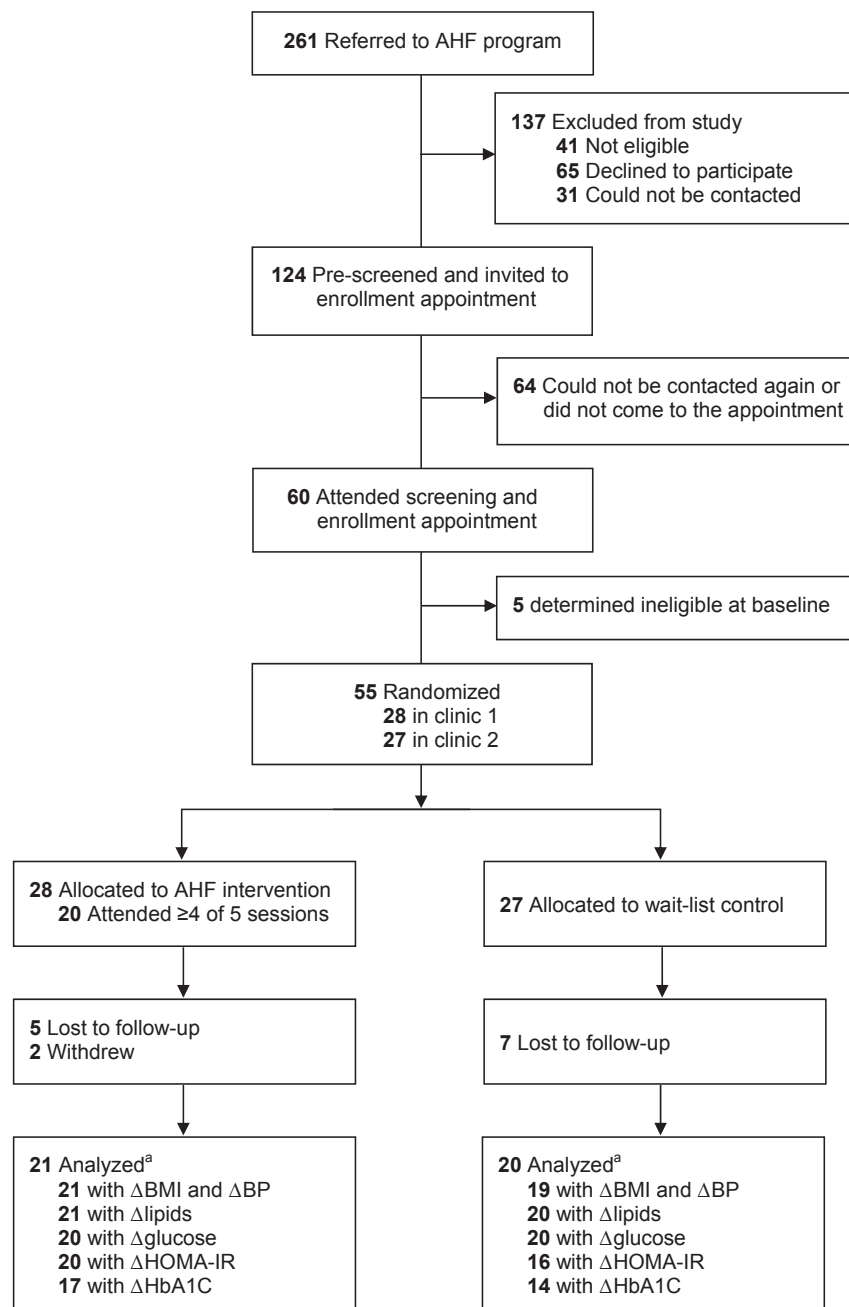 261 Referred to AHF program
137 Excluded from study
41 Not eligible
65 Declined to participate
31 Could not be contacted
124 Pre-screened and invited to
enrollment appointment
64 Could not be contacted again or
did not come to the appointment
60 Attended screening and
enrollment appointment
5 determined ineligible at baseline
55 Randomized
28 in clinic 1
27 in clinic 2
28 Allocated to AHF intervention
20 Attended ≥4 of 5 sessions
27 Allocated to wait-list control
5 Lost to follow-up
2 Withdrew
7 Lost to follow-up
21 Analyzedᵃ
21 with ΔBMI and ΔBP
21 with Δlipids
20 with Δglucose
20 with ΔHOMA-IR
17 with ΔHbA1C
20 Analyzedᵃ
19 with ΔBMI and ΔBP
20 with Δlipids
20 with Δglucose
16 with ΔHOMA-IR
14 with ΔHbA1C